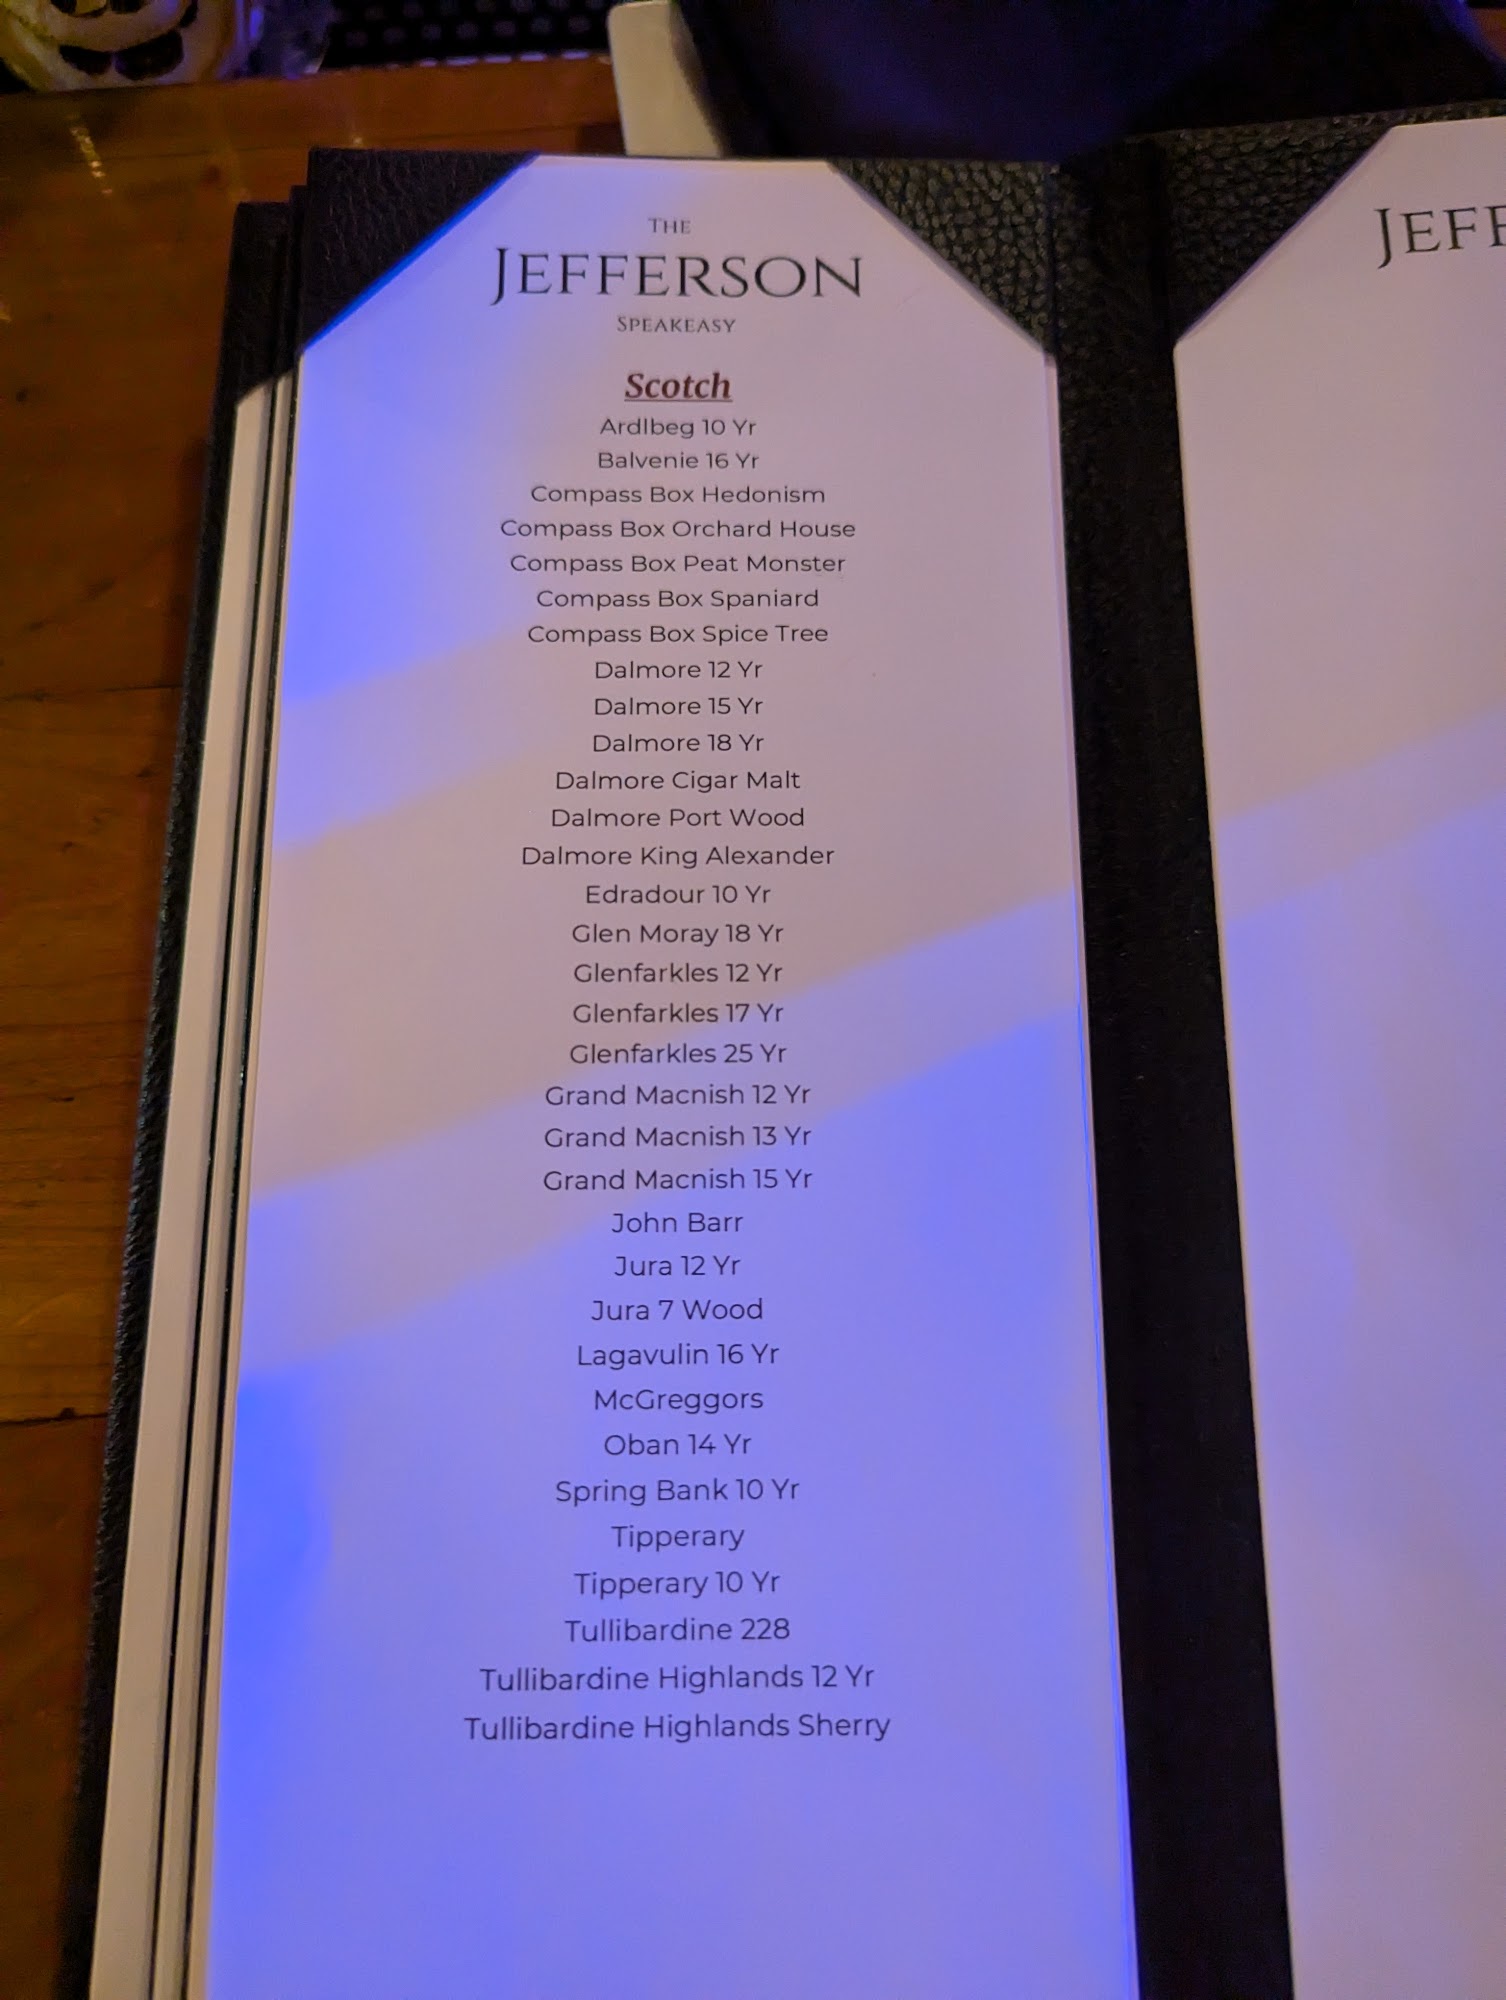 The
Jefferson
Speakeasy
Scotch
Ardlbeg 10 Yr
Balvenie 16 Yr
Compass Box Hedonism
Compass Box Orchard House
Compass Box Peat Monster
Compass Box Spaniard
Compass Box Spice Tree
Dalmore 12 Yr
Dalmore 15 Yr
Dalmore 18 Yr
Dalmore Cigar Malt
Dalmore Port Wood
Dalmore King Alexander
Edradour 10 Yr
Glen Moray 18 Yr
Glenfarkles 12 Yr
Glenfarkles 17 Yr
Glenfarkles 25 Yr
Grand Macnish 12 Yr
Grand Macnish 13 Yr
Grand Macnish 15 Yr
John Barr
Jura 12 Yr
Jura 7 Wood
Lagavulin 16 Yr
McGreggors
Oban 14 Yr
Spring Bank 10 Yr
Tipperary
Tipperary 10 Yr
Tullibardine 228
Tullibardine Highlands 12 Yr
Tullibardine Highlands Sherry
Jeff